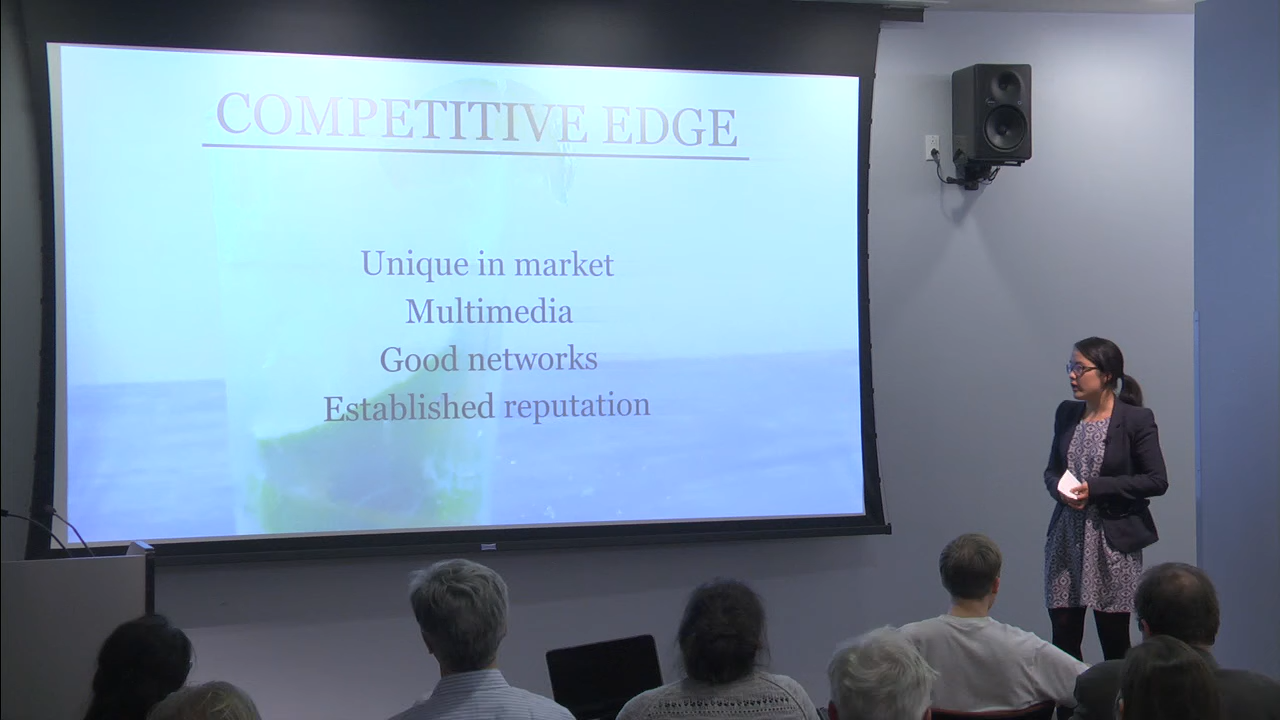 COMPETITIVE EDGE
Unique in market
Multimedia
Good networks
Established reputation